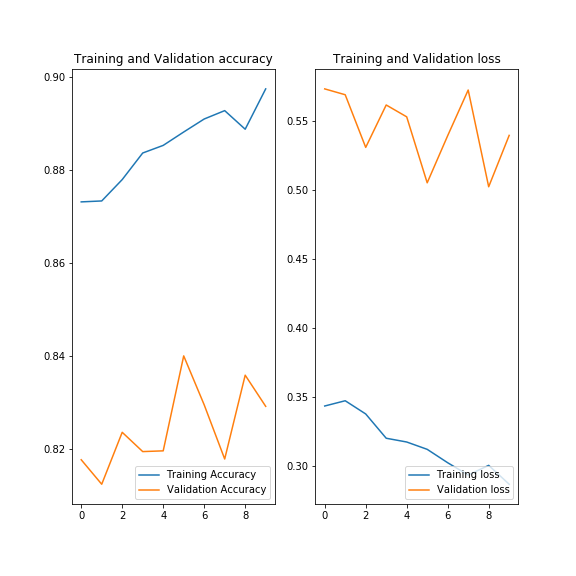 Training and Validation accuracy
0.90
0.88
0.86
0.84
0.82
0 2 4 6 8
Training Accuracy
Validation Accuracy
Training and Validation loss
0.55
0.50
0.45
0.40
0.35
0.30
0 2 4 6 8
Training loss
Validation loss